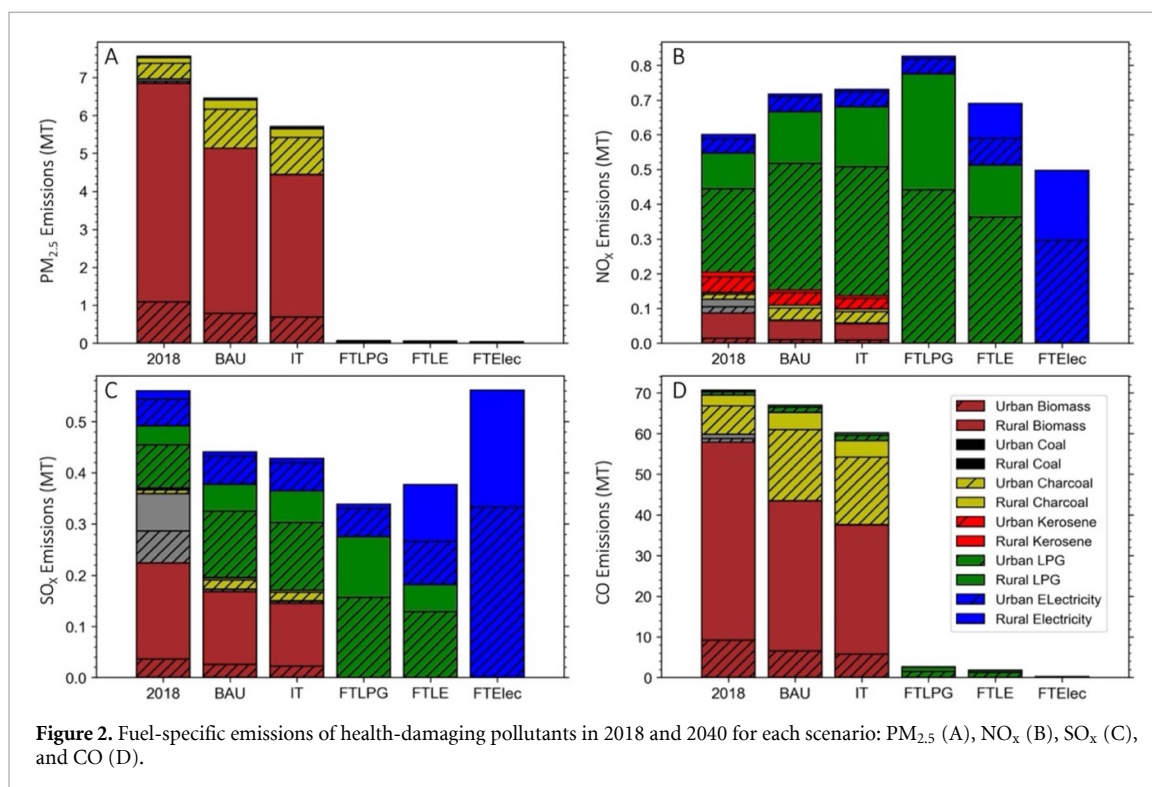 A
PM2.5 Emissions (MT)
7
6
5
4
3
2
1
0
2018 BAU IT FTLPG FTLE FTElec
B
NOx Emissions (MT)
0.8
0.7
0.6
0.5
0.4
0.3
0.2
0.1
0.0
2018 BAU IT FTLPG FTLE FTElec
C
SOx Emissions (MT)
0.5
0.4
0.3
0.2
0.1
0.0
2018 BAU IT FTLPG FTLE FTElec
D
CO Emissions (MT)
70
60
50
40
30
20
10
0
2018 BAU IT FTLPG FTLE FTElec
Urban Biomass
Rural Biomass
Urban Coal
Rural Coal
Urban Charcoal
Rural Charcoal
Urban Kerosene
Rural Kerosene
Urban LPG
Rural LPG
Urban ELectricity
Rural Electricity
Figure 2. Fuel-specific emissions of health-damaging pollutants in 2018 and 2040 for each scenario: PM2.5 (A), NOx (B), SOx (C),
and CO (D).